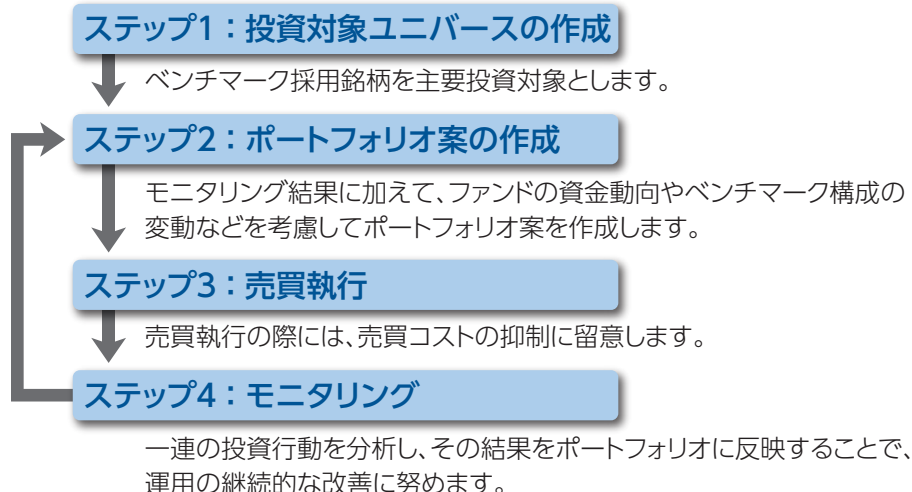 ステップ1：投資対象ユニバースの作成
ベンチマーク採用銘柄を主要投資対象とします。
ステップ2：ポートフォリオ案の作成
モニタリング結果に加えて、ファンドの資金動向やベンチマーク構成の
変動などを考慮してポートフォリオ案を作成します。
ステップ3：売買執行
売買執行の際には、売買コストの抑制に留意します。
ステップ4：モニタリング
一連の投資行動を分析し、その結果をポートフォリオに反映することで、
運用の継続的な改善に努めます。